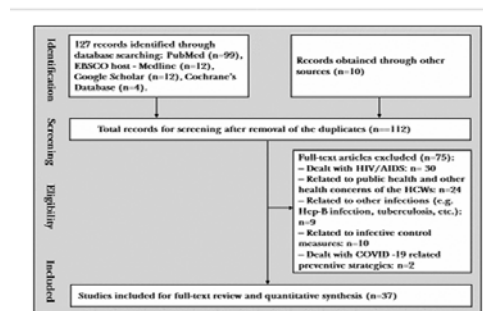 Identification
127 records identified through
database searching: PubMed (n=99),
EBSCO host - Medline (n=12),
Google Scholar (n=12), Cochrane's
Database (n=4).
Records obtained through other
sources (n=10)
Screening
Total records for screening after removal of the duplicates (n==112)
Eligibility
Full-text articles excluded (n=75):
– Dealt with HIV/AIDS: n= 30
– Related to public health and other
health concerns of the HCWs: n=24
– Related to other infections (e.g.
Hep-B infection, tuberculosis, etc.):
n=9
– Related to infective control
measures: n=10
– Dealt with COVID -19 related
preventive strategies: n=2
Included
Studies included for full-text review and quantitative synthesis (n=37)